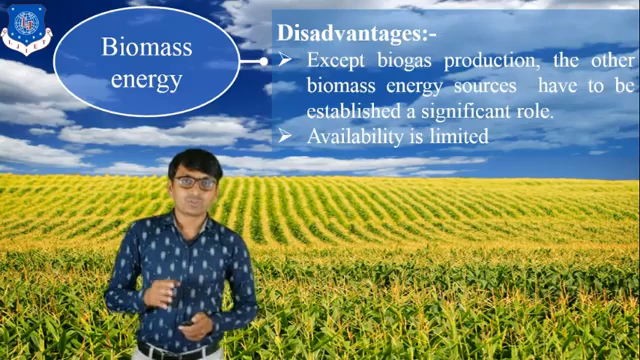 Biomass
energy
Disadvantages:-
Except biogas production, the other
biomass energy sources have to be
established a significant role.
Availability is limited